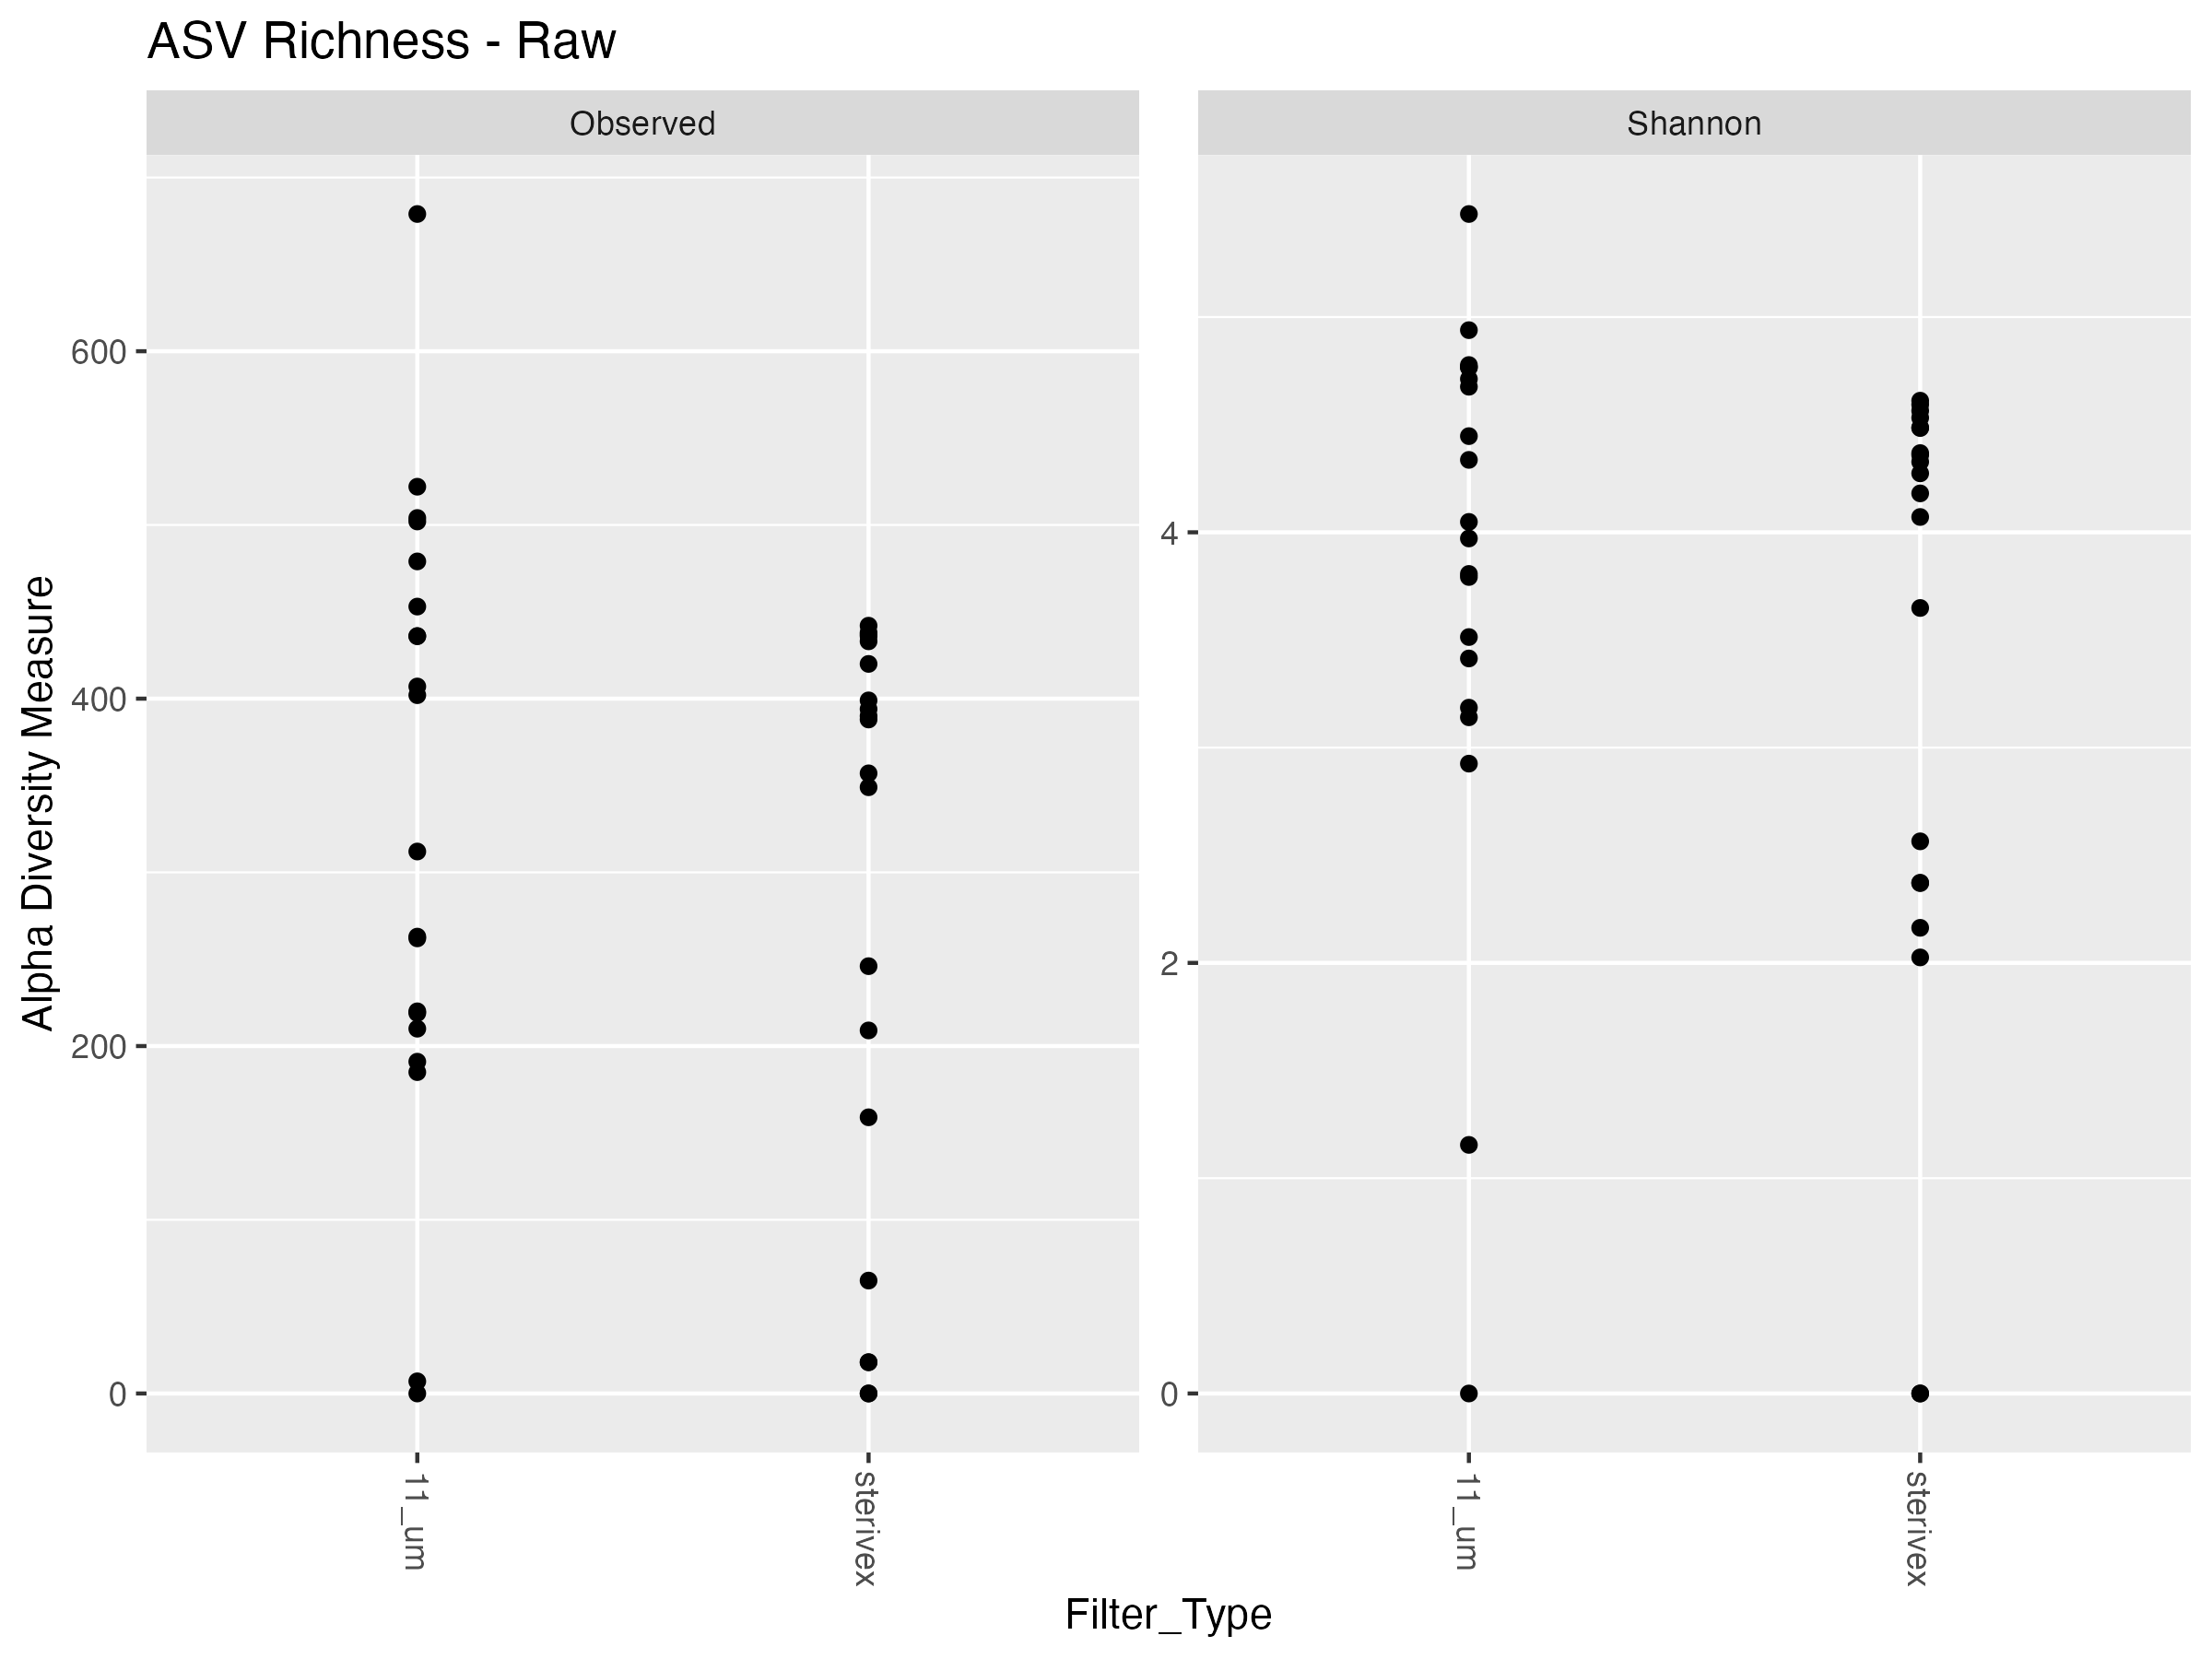 ASV Richness - Raw
Observed
Shannon
Alpha Diversity Measure
600
400
200
0
4
2
0
11_um
sterivex
11_um
sterivex
Filter_Type